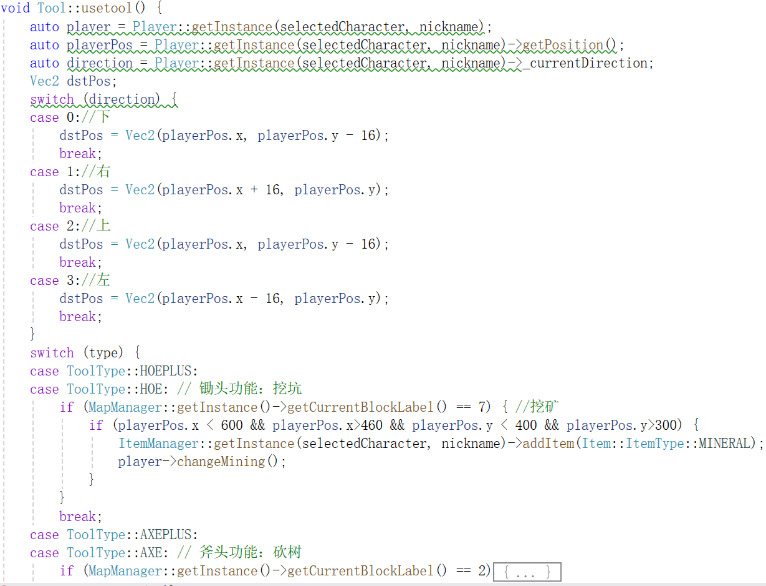 void Tool::usetool() {
auto player = Player::getInstance(selectedCharacter, nickname);
auto playerPos = Player::getInstance(selectedCharacter, nickname)->getPosition();
auto direction = Player::getInstance(selectedCharacter, nickname)->_currentDirection;
Vec2 dstPos;
switch (direction) {
case 0://下
dstPos = Vec2(playerPos.x, playerPos.y - 16);
break;
case 1://右
dstPos = Vec2(playerPos.x + 16, playerPos.y);
break;
case 2://上
dstPos = Vec2(playerPos.x, playerPos.y - 16);
break;
case 3://左
dstPos = Vec2(playerPos.x - 16, playerPos.y);
break;
}
switch (type) {
case ToolType::HOEPLUS:
case ToolType::HOE: // 锄头功能：挖坑
if (MapManager::getInstance()->getCurrentBlockLabel() == 7) { //挖矿
if (playerPos.x < 600 && playerPos.x>460 && playerPos.y < 400 && playerPos.y>300) {
ItemManager::getInstance(selectedCharacter, nickname)->addItem(Item::ItemType::MINERAL);
player->changeMining();
}
}
break;
case ToolType::AXEPLUS:
case ToolType::AXE: // 斧头功能：砍树
if (MapManager::getInstance()->getCurrentBlockLabel() == 2) { ... }